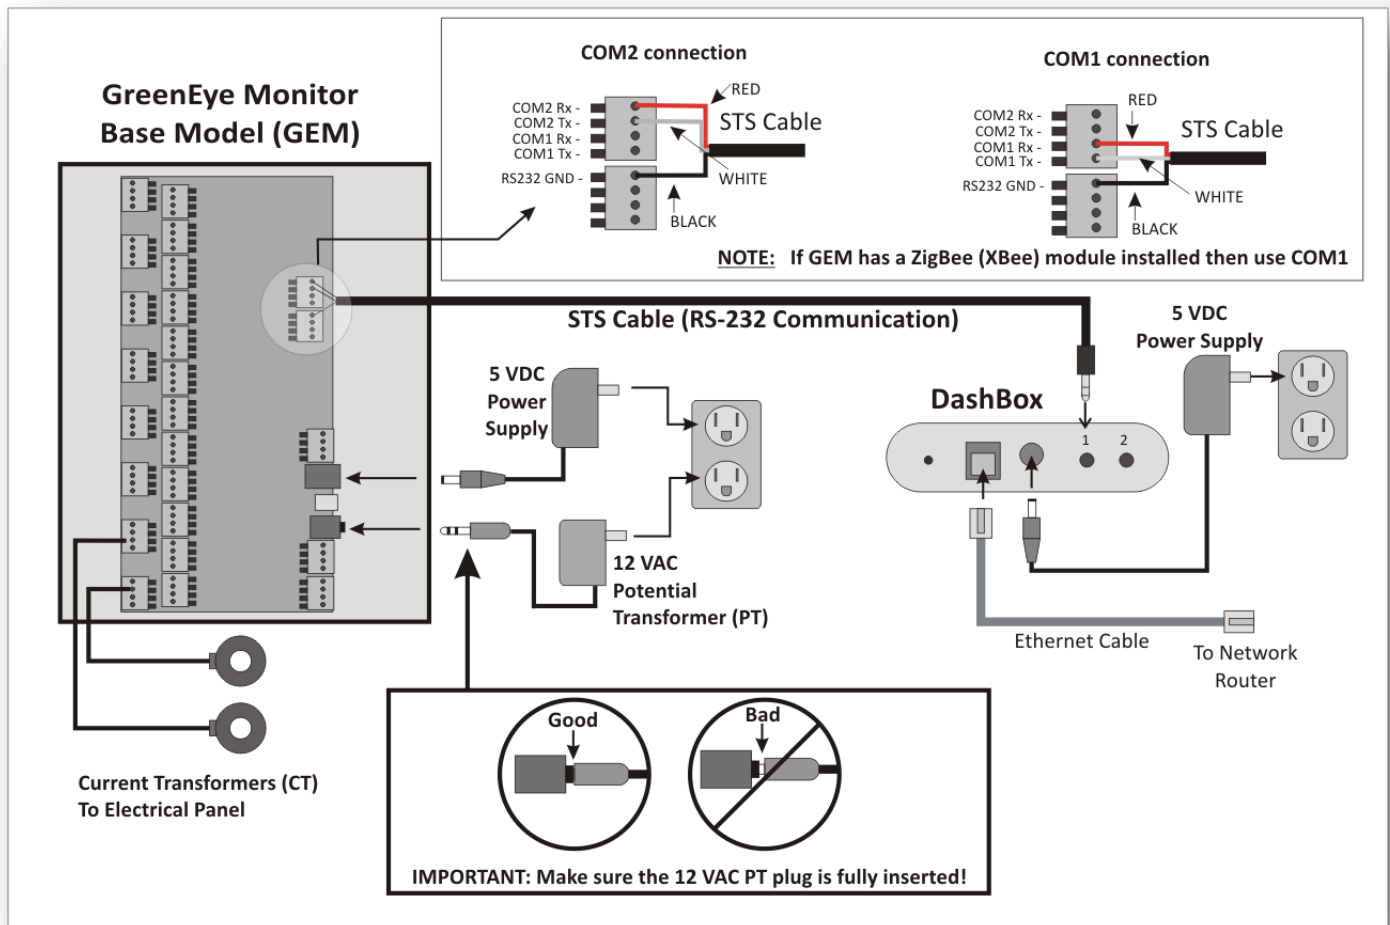 COM2 connection
COM2 Rx -
COM2 Tx -
COM1 Rx -
COM1 Tx -
RS232 GND -
RED
STS Cable
WHITE
BLACK
COM1 connection
COM2 Rx -
COM2 Tx -
COM1 Rx -
COM1 Tx -
RS232 GND -
RED
STS Cable
WHITE
BLACK
NOTE: If GEM has a ZigBee (XBee) module installed then use COM1
GreenEye Monitor
Base Model (GEM)
STS Cable (RS-232 Communication)
5 VDC
Power
Supply
12 VAC
Potential
Transformer (PT)
5 VDC
Power Supply
DashBox
1 2
Ethernet Cable
To Network
Router
Current Transformers (CT)
To Electrical Panel
Good
Bad
IMPORTANT: Make sure the 12 VAC PT plug is fully inserted!